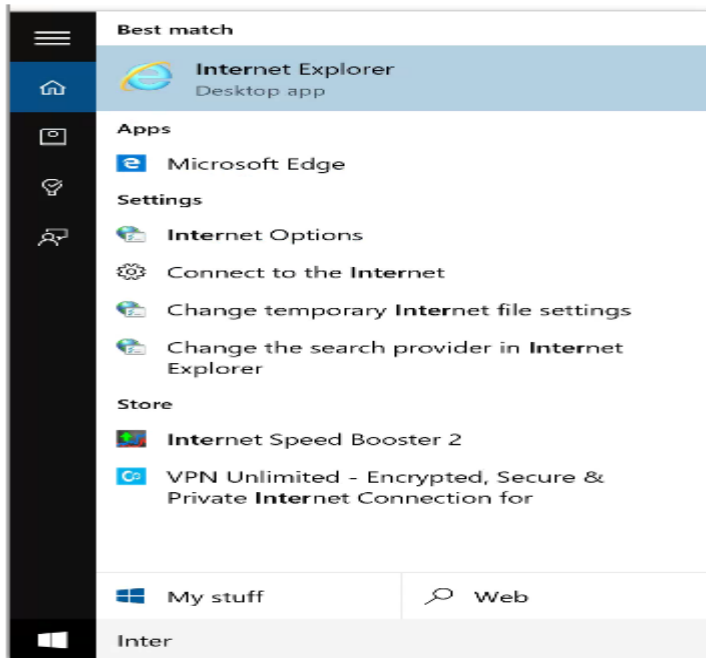 Best match
Internet Explorer
Desktop app
Apps
Microsoft Edge
Settings
Internet Options
Connect to the Internet
Change temporary Internet file settings
Change the search provider in Internet
Explorer
Store
Internet Speed Booster 2
VPN Unlimited - Encrypted, Secure &
Private Internet Connection for
My stuff
Web
Inter